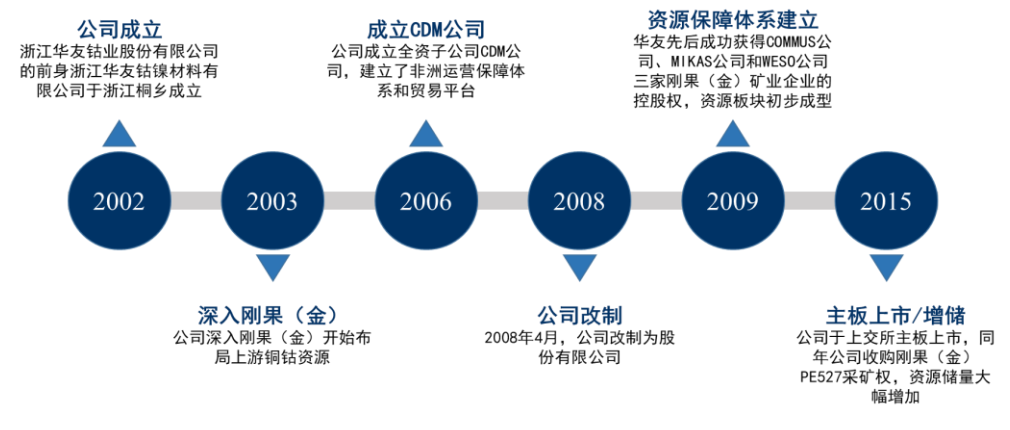 公司成立
浙江华友钴业股份有限公司
的前身浙江华友钴镍材料有
限公司于浙江桐乡成立
成立CDM公司
公司成立全资子公司CDM公
司，建立了非洲运营保障体
系和贸易平台
资源保障体系建立
华友先后成功获得COMMUS公
司、MIKAS公司和WESO公司
三家刚果（金）矿业企业的
控股权，资源板块初步成型
2002
2003
2006
2008
2009
2015
深入刚果（金）
公司深入刚果（金）开始布
局上游铜钴资源
公司改制
2008年4月，公司改制为股
份有限公司
主板上市/增储
公司于上交所主板上市，同
年公司收购刚果（金）
PE527采矿权，资源储量大
幅增加